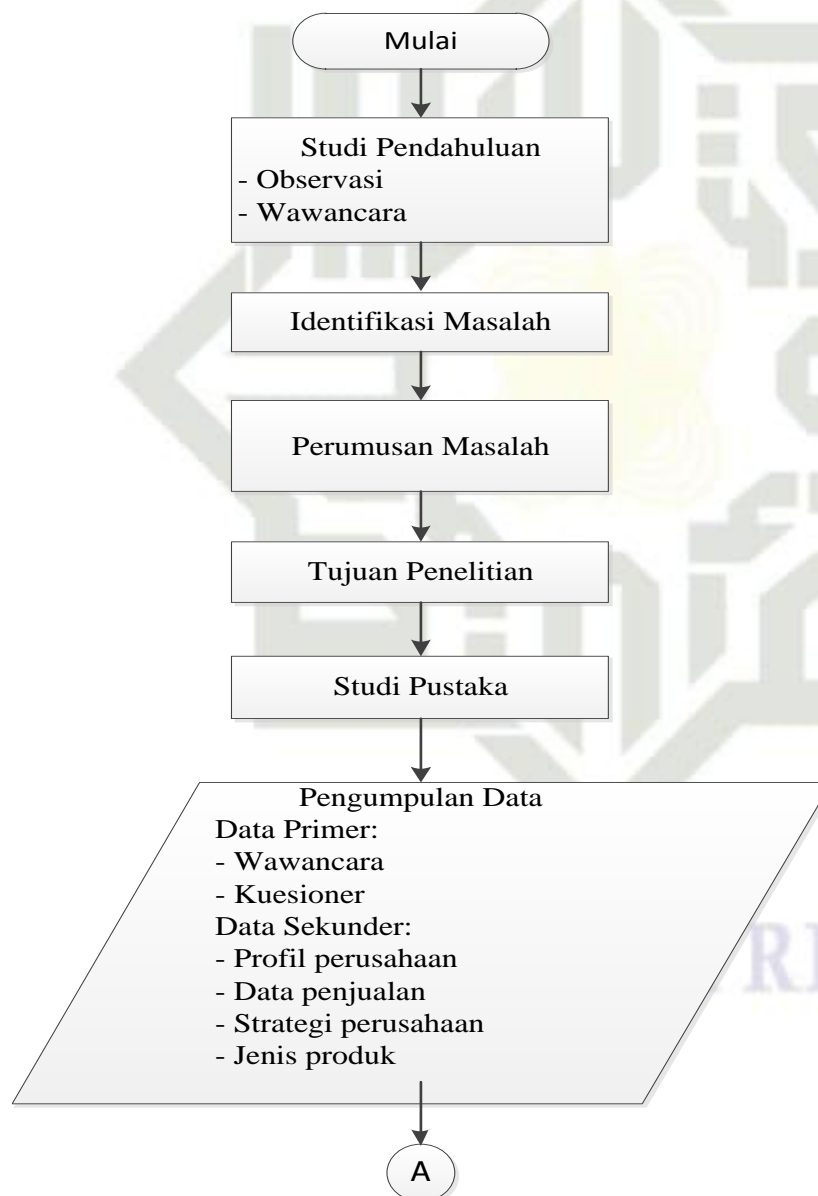 Mulai
Studi Pendahuluan
- Observasi
- Wawancara
Identifikasi Masalah
Perumusan Masalah
Tujuan Penelitian
Studi Pustaka
Pengumpulan Data
Data Primer:
- Wawancara
- Kuesioner
Data Sekunder:
- Profil perusahaan
- Data penjualan
- Strategi perusahaan
- Jenis produk
A